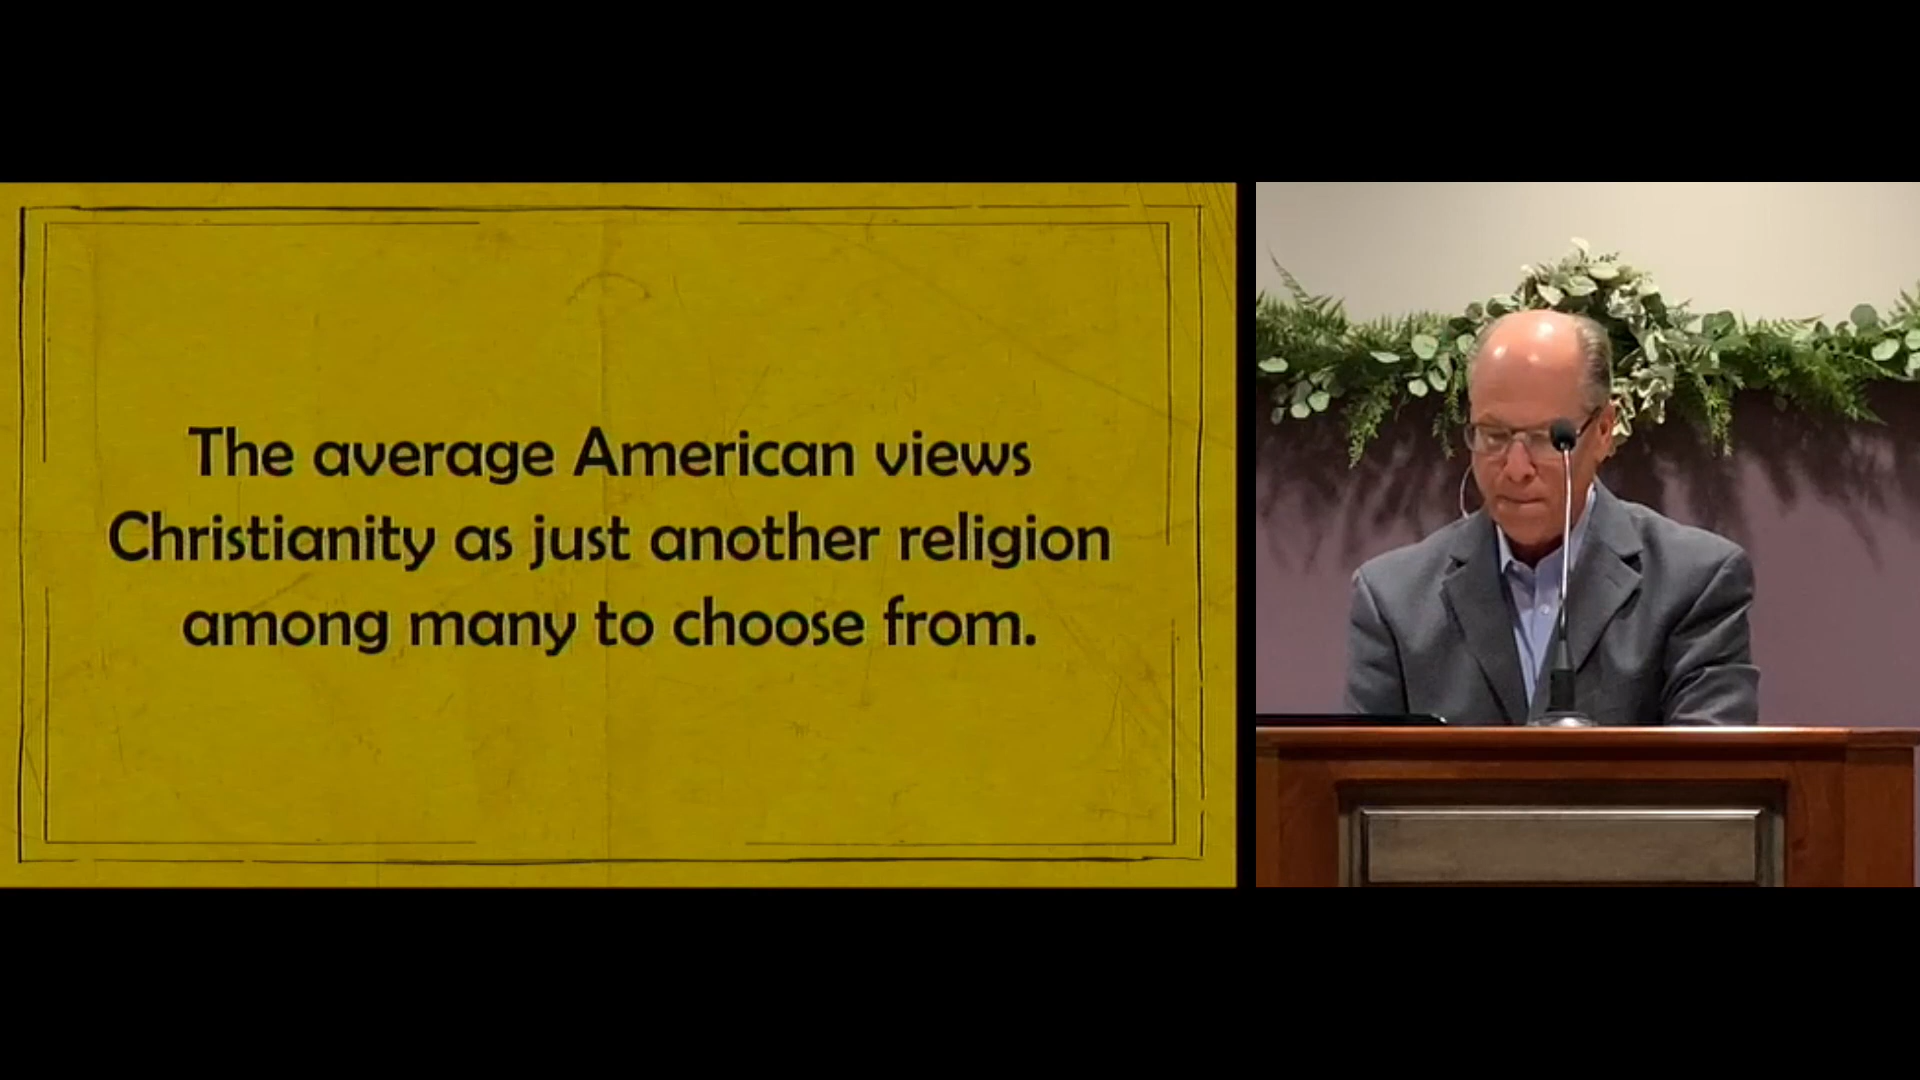 The average American views
Christianity as just another religion
among many to choose from.